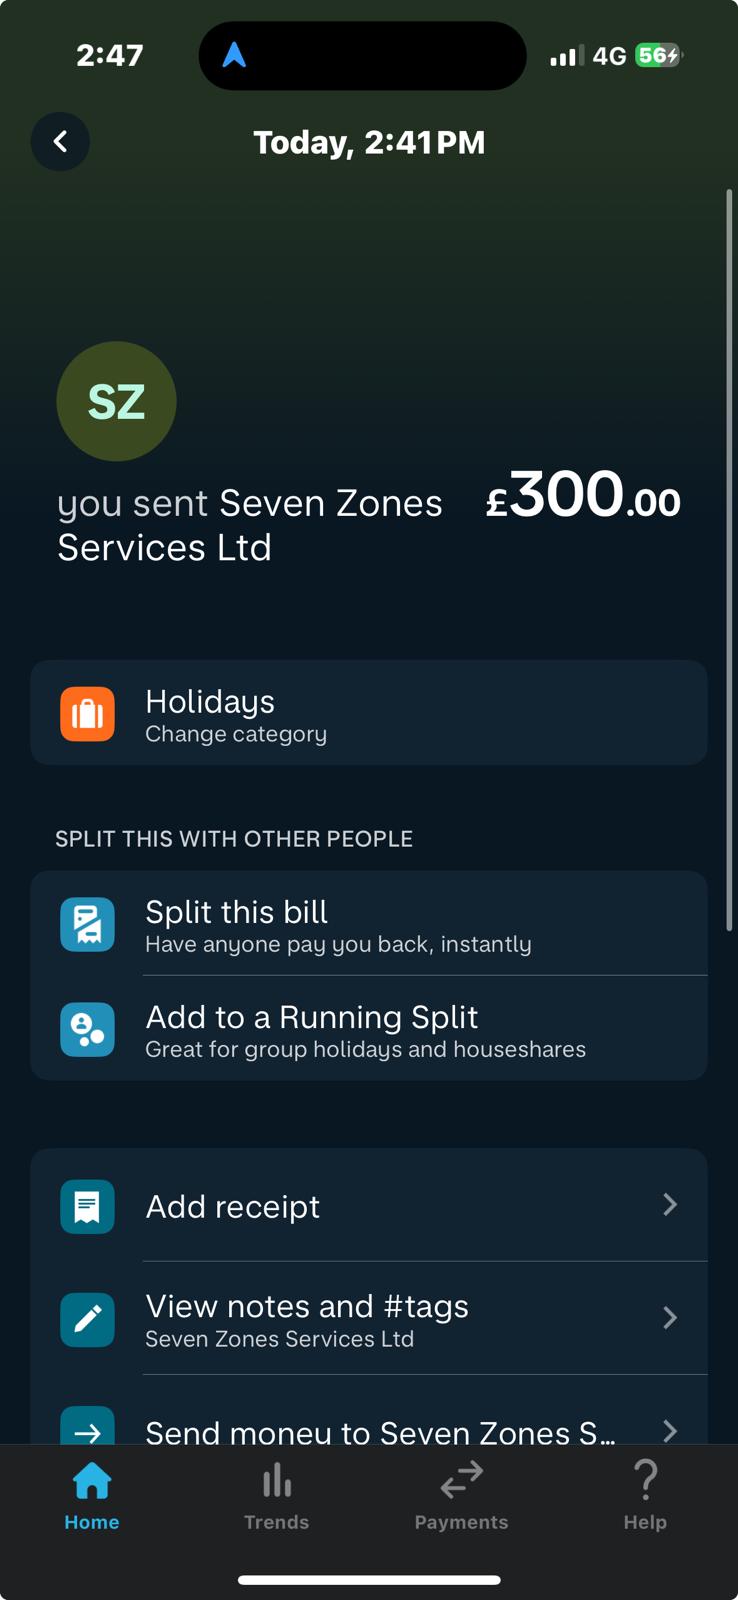 2:47
4G
56
Today, 2:41 PM
SZ
you sent Seven Zones
Services Ltd
£300.00
Holidays
Change category
SPLIT THIS WITH OTHER PEOPLE
Split this bill
Have anyone pay you back, instantly
Add to a Running Split
Great for group holidays and houseshares
Add receipt
View notes and #tags
Seven Zones Services Ltd
Send money to Seven Zones S...
Home
Trends
Payments
Help